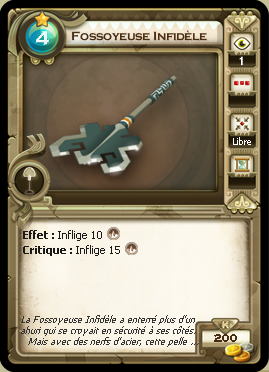 4
Fossoyeuse Infidèle
1
Libre
Effet : Inflige 10
Critique : Inflige 15
La Fossoyeuse Infidèle a enterré plus d'un
ahuri qui se croyait en sécurité à ses côtés.
Mais avec des nerfs d'acier, cette pelle ...
K
200